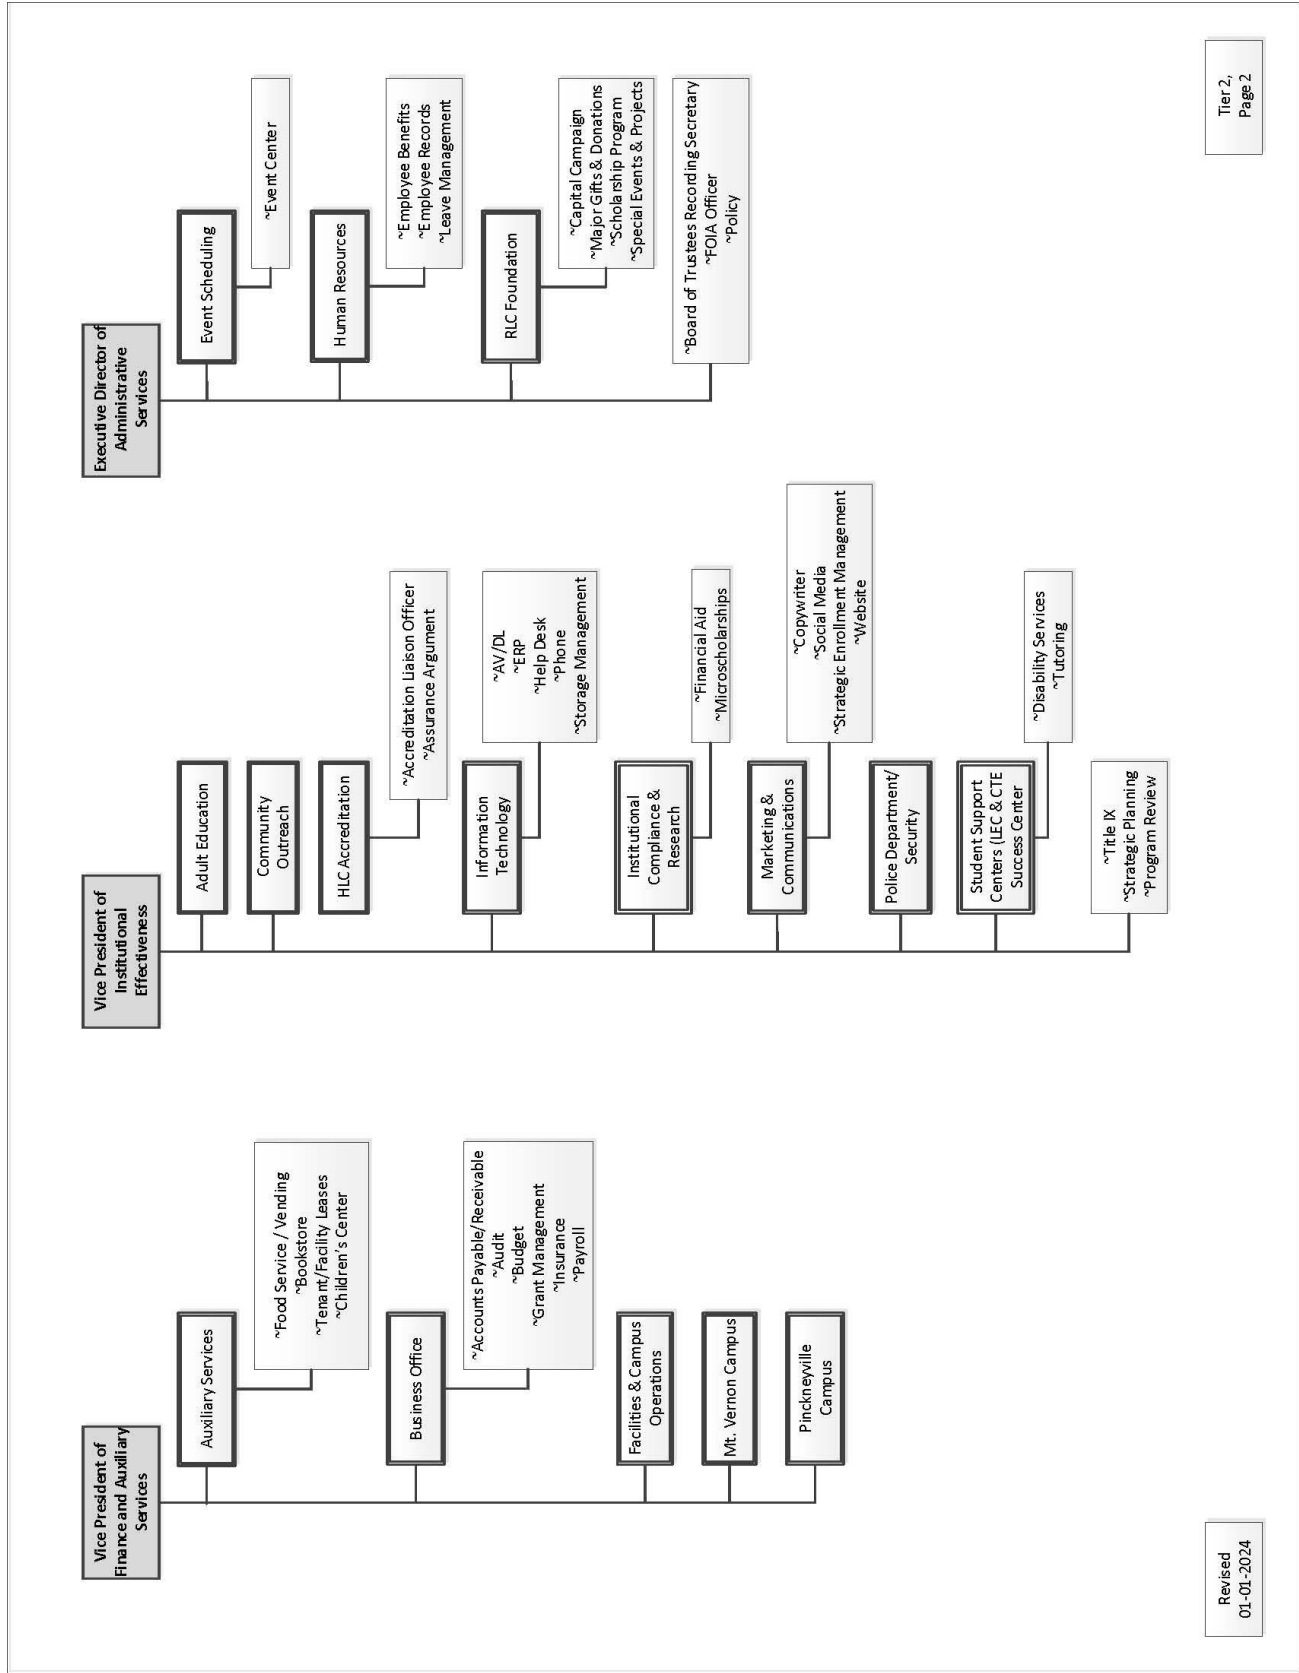 Vice President of
Finance and Auxiliary
Services
Auxiliary Services
~Food Service / Vending
~Bookstore
~Tenant/Facility Leases
~Children's Center
Business Office
~Accounts Payable/Receivable
~Audit
~Budget
~Grant Management
~Insurance
~Payroll
Facilities & Campus
Operations
Mt. Vernon Campus
Pinckneyville
Campus
Vice President of
Institutional
Effectiveness
Adult Education
Community
Outreach
HLC Accreditation
~Accreditation Liaison Officer
~Assurance Argument
Information
Technology
~AV/DL
~ERP
~Help Desk
~Phone
~Storage Management
Institutional
Compliance &
Research
~Financial Aid
~Microscholarships
Marketing &
Communications
~Copywriter
~Social Media
~Strategic Enrollment Management
~Website
Police Department/
Security
Student Support
Centers (LEC & CTE
Success Center
~Disability Services
~Tutoring
~Title IX
~Strategic Planning
~Program Review
Executive Director of
Administrative
Services
Event Scheduling
~Event Center
Human Resources
~Employee Benefits
~Employee Records
~Leave Management
RLC Foundation
~Capital Campaign
~Major Gifts & Donations
~Scholarship Program
~Special Events & Projects
~Board of Trustees Recording Secretary
~FOIA Officer
~Policy
Revised
01-01-2024
Tier 2,
Page 2